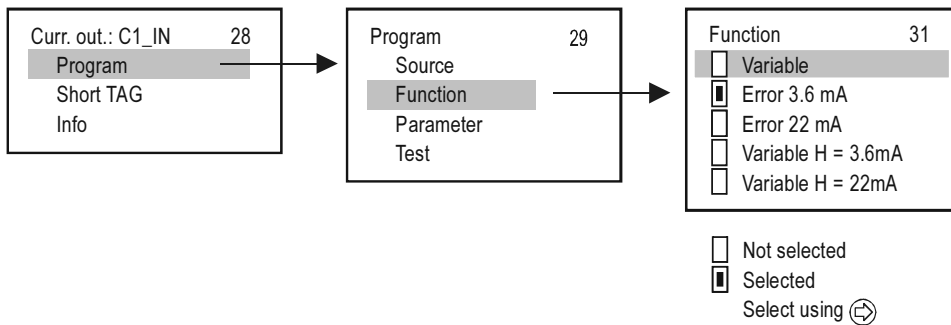 Curr. out.: C1_IN 28
Program
Short TAG
Info
Program 29
Source
Function
Parameter
Test
Function 31
Variable
Error 3.6 mA
Error 22 mA
Variable H = 3.6mA
Variable H = 22mA
Not selected
Selected
Select using